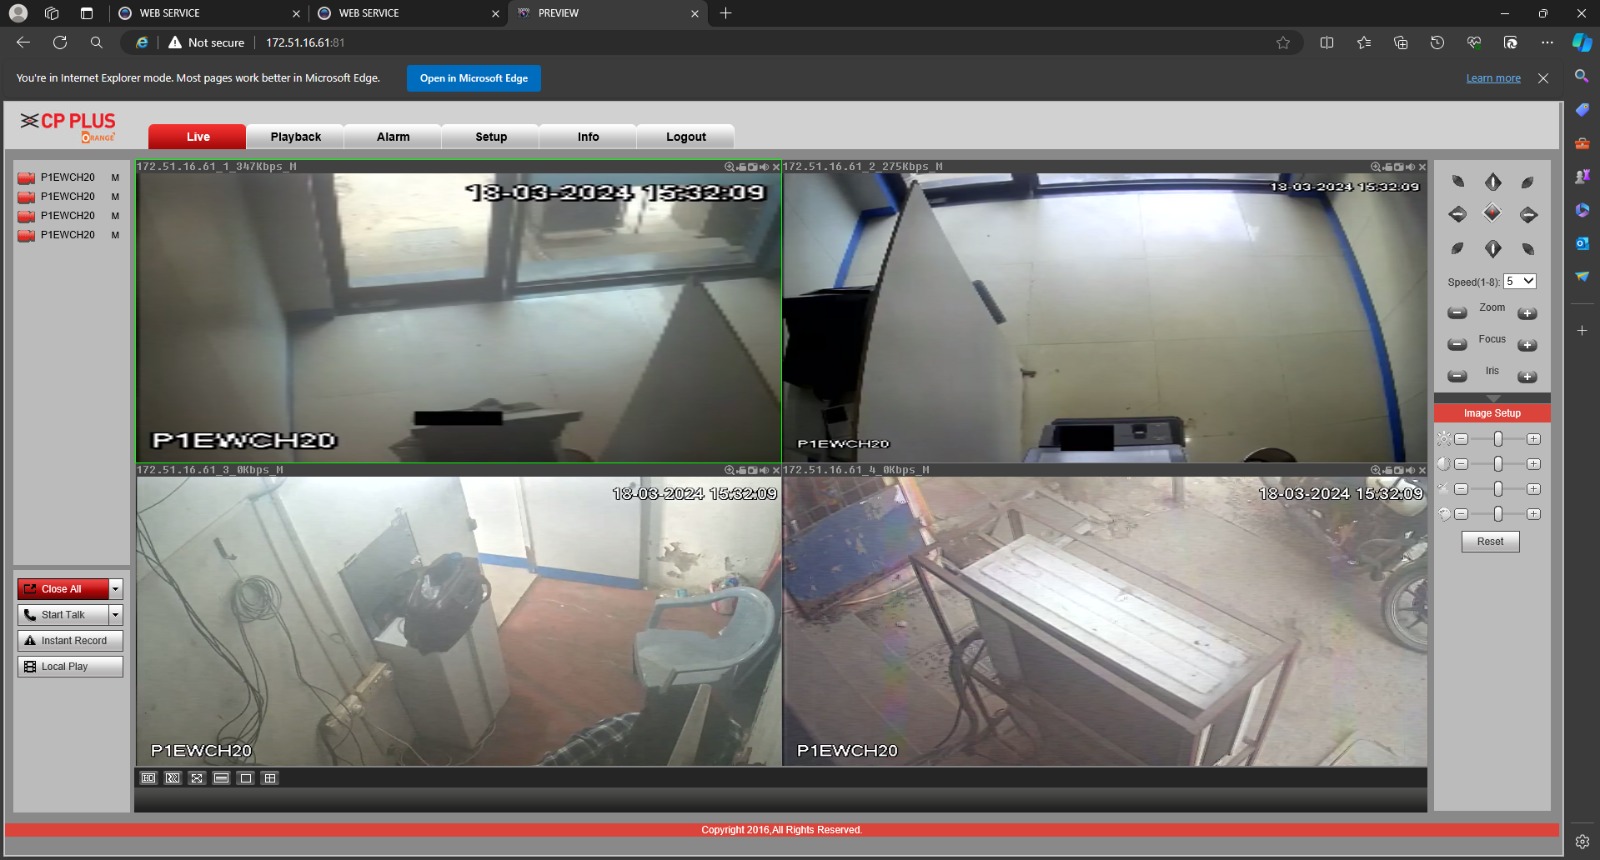 WEB SERVICE
WEB SERVICE
PREVIEW
Not secure
172.51.16.61:81
You're in Internet Explorer mode. Most pages work better in Microsoft Edge.
Open in Microsoft Edge
Learn more
CP PLUS
ORANGE
Live
Playback
Alarm
Setup
Info
Logout
P1EWCH20 M
P1EWCH20 M
P1EWCH20 M
P1EWCH20 M
Close All
Start Talk
Instant Record
Local Play
172.51.16.61_1_347Kbps_M
18-03-2024 15:32:09
P1EWCH20
172.51.16.61_2_275Kbps_M
18-03-2024 15:32:09
P1EWCH20
172.51.16.61_3_0Kbps_M
18-03-2024 15:32:09
P1EWCH20
172.51.16.61_4_0Kbps_M
18-03-2024 15:32:09
P1EWCH20
Speed(1-8): 5
Zoom
Focus
Iris
Image Setup
Reset
Copyright 2016,All Rights Reserved.